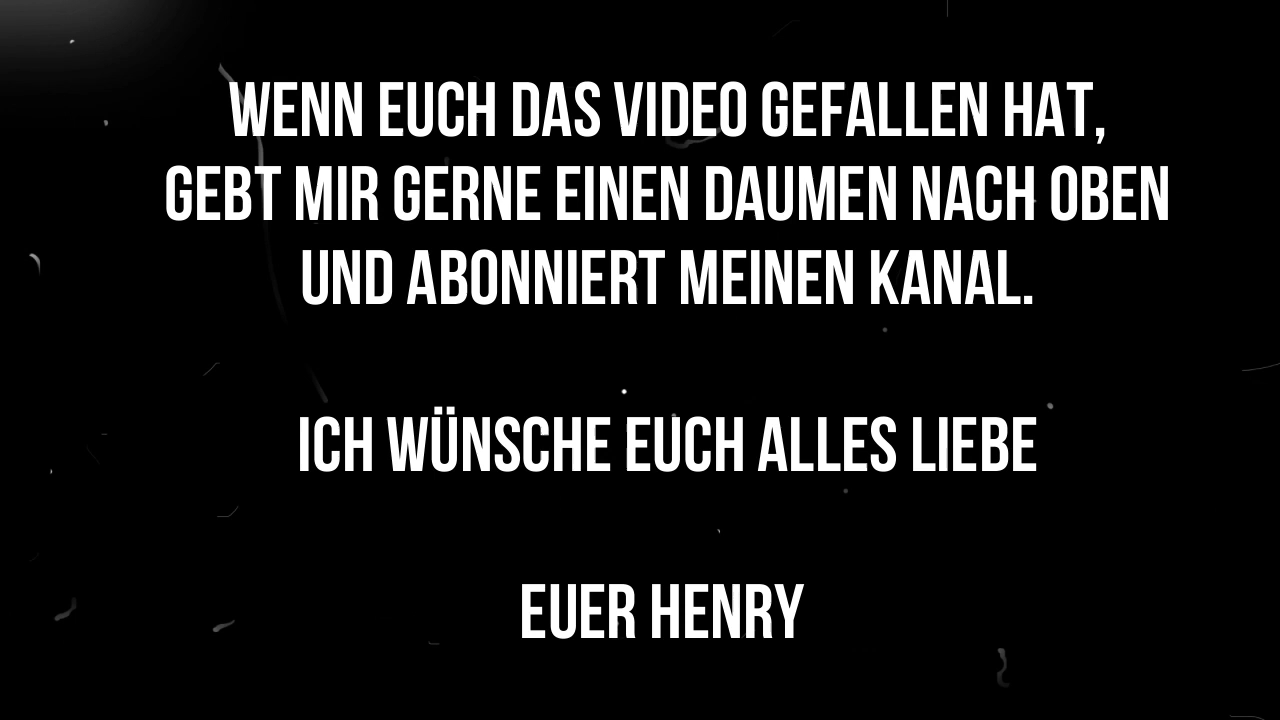 WENN EUCH DAS VIDEO GEFALLEN HAT,
GEBT MIR GERNE EINEN DAUMEN NACH OBEN
UND ABONNIERT MEINEN KANAL.
ICH WÜNSCHE EUCH ALLES LIEBE
EUER HENRY